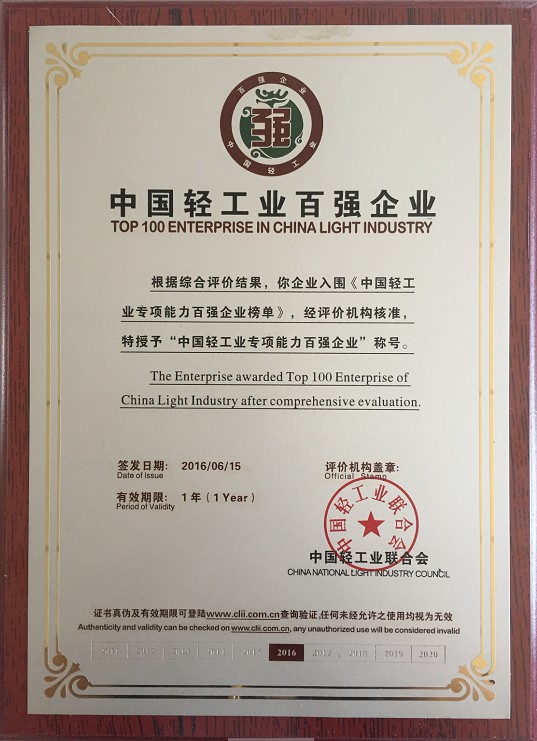 百强企业
强
中国轻工业
中国轻工业百强企业
TOP 100 ENTERPRISE IN CHINA LIGHT INDUSTRY
根据综合评价结果，你企业入围《中国轻工
业专项能力百强企业榜单》，经评价机构核准，
特授予“中国轻工业专项能力百强企业”称号。
The Enterprise awarded Top 100 Enterprise of
China Light Industry after comprehensive evaluation.
签发日期: 2016/06/15
Date of Issue
有效期限: 1年（1 Year）
Period of Validity
评价机构盖章:
Official Stamp
中国轻工业联合会
中国轻工业联合会
CHINA NATIONAL LIGHT INDUSTRY COUNCIL
证书真伪及有效期限可登陆www.clii.com.cn查询验证,任何未经允许之使用均视为无效
Authenticity and validity can be checked on www.clii.com.cn, any unauthorized use will be considered invalid
2011 2012 2013 2014 2015 2016 2017 2018 2019 2020